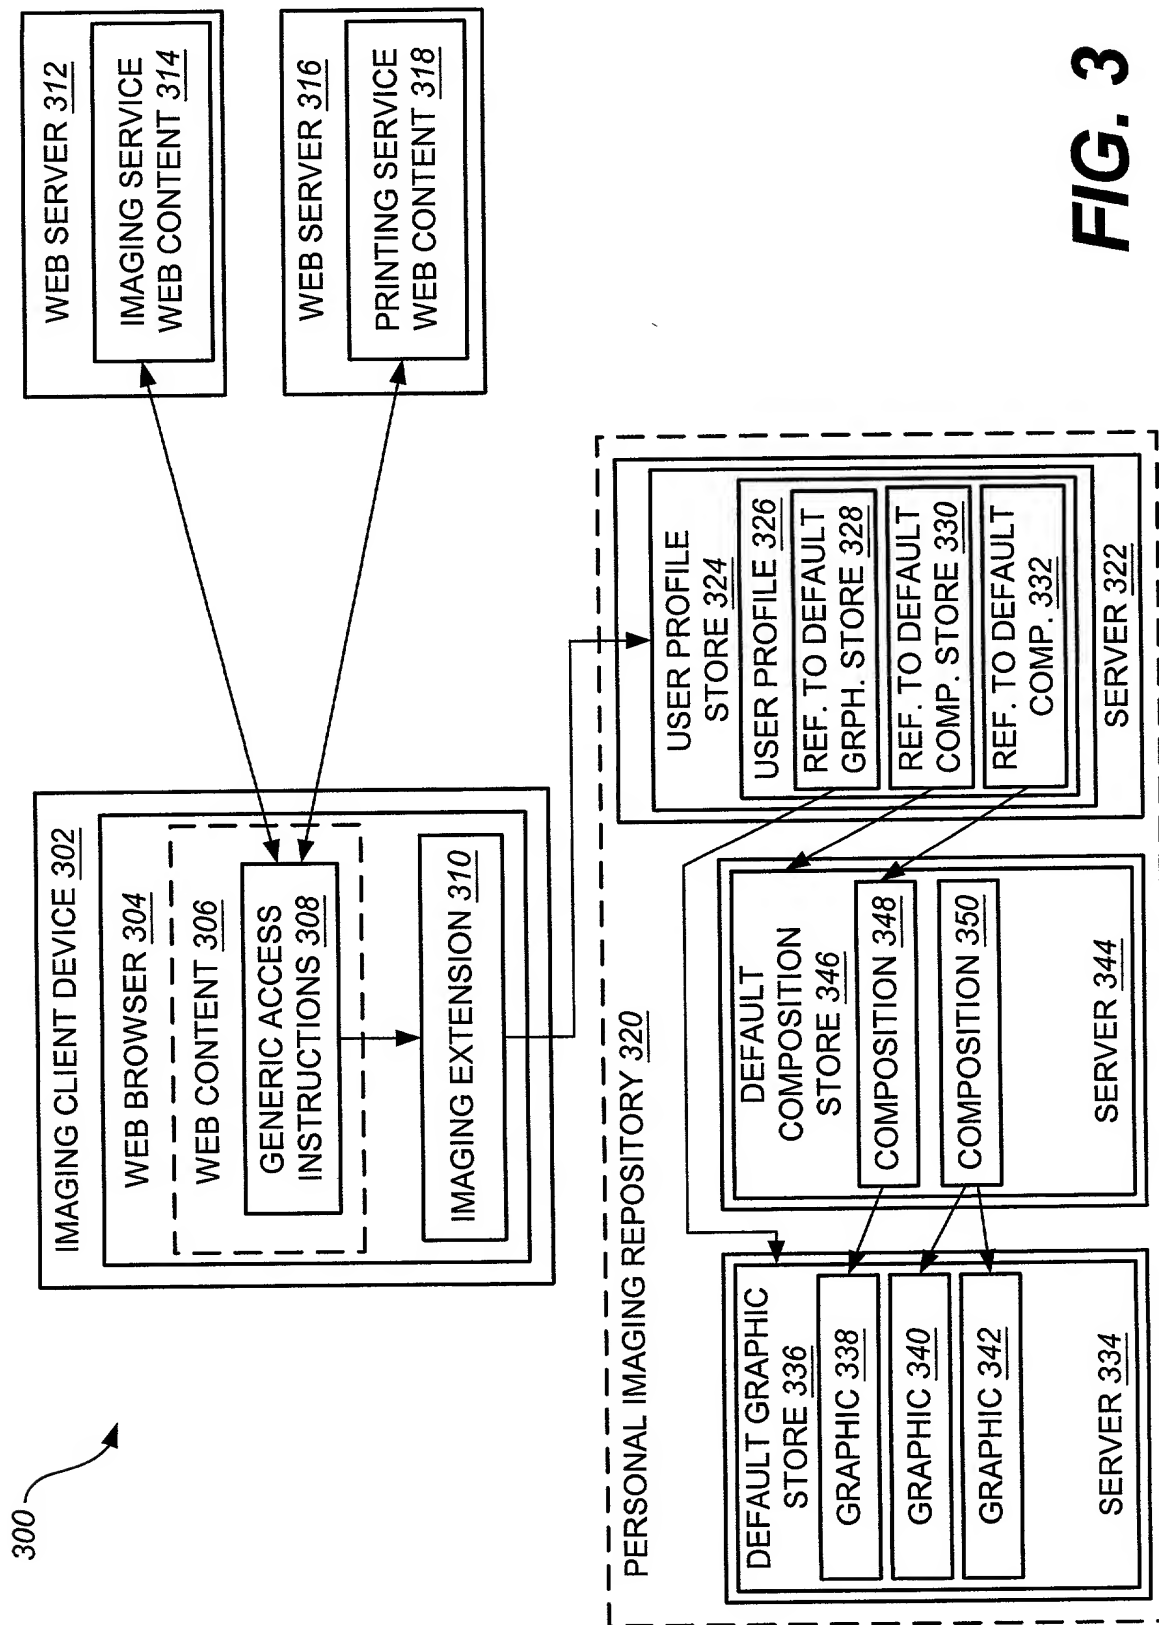 300
IMAGING CLIENT DEVICE 302
WEB BROWSER 304
WEB CONTENT 306
GENERIC ACCESS
INSTRUCTIONS 308
IMAGING EXTENSION 310
WEB SERVER 312
IMAGING SERVICE
WEB CONTENT 314
WEB SERVER 316
PRINTING SERVICE
WEB CONTENT 318
PERSONAL IMAGING REPOSITORY 320
DEFAULT GRAPHIC
STORE 336
GRAPHIC 338
GRAPHIC 340
GRAPHIC 342
SERVER 334
DEFAULT
COMPOSITION
STORE 346
COMPOSITION 348
COMPOSITION 350
SERVER 344
USER PROFILE
STORE 324
USER PROFILE 326
REF. TO DEFAULT
GRPH. STORE 328
REF. TO DEFAULT
COMP. STORE 330
REF. TO DEFAULT
COMP. 332
SERVER 322
FIG. 3